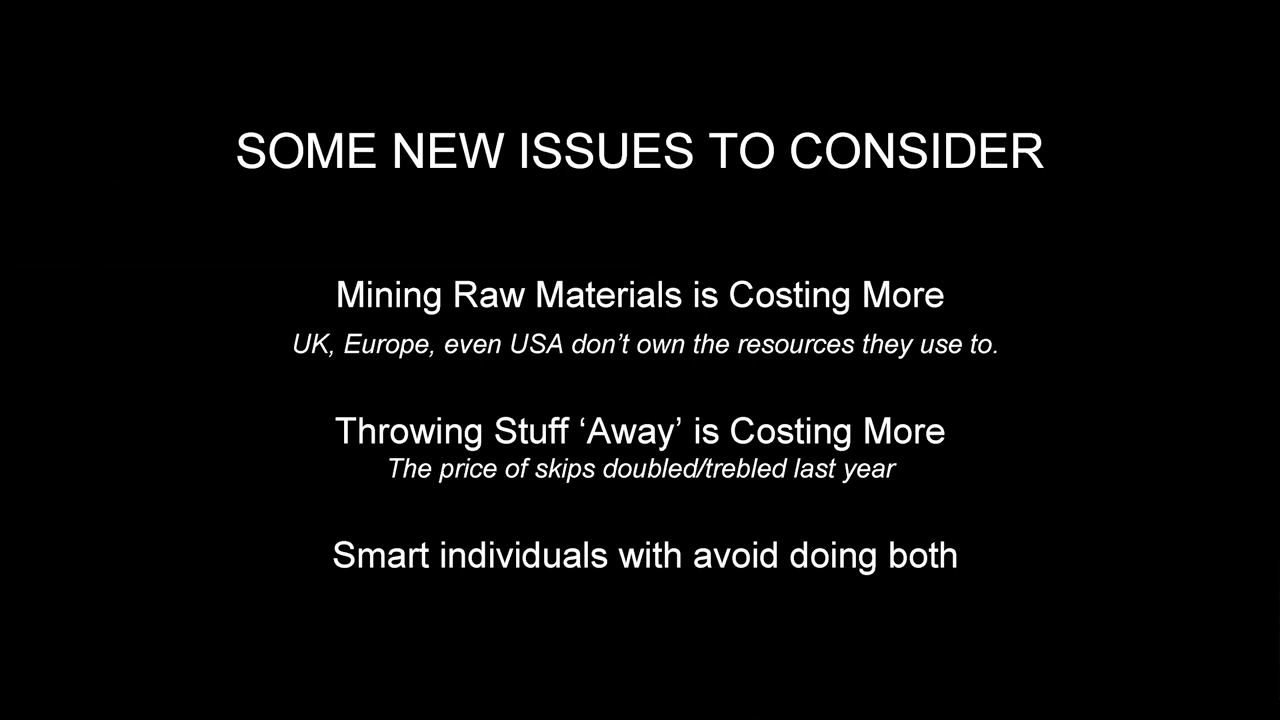 SOME NEW ISSUES TO CONSIDER
Mining Raw Materials is Costing More
UK, Europe, even USA don’t own the resources they use to.
Throwing Stuff ‘Away’ is Costing More
The price of skips doubled/trebled last year
Smart individuals with avoid doing both